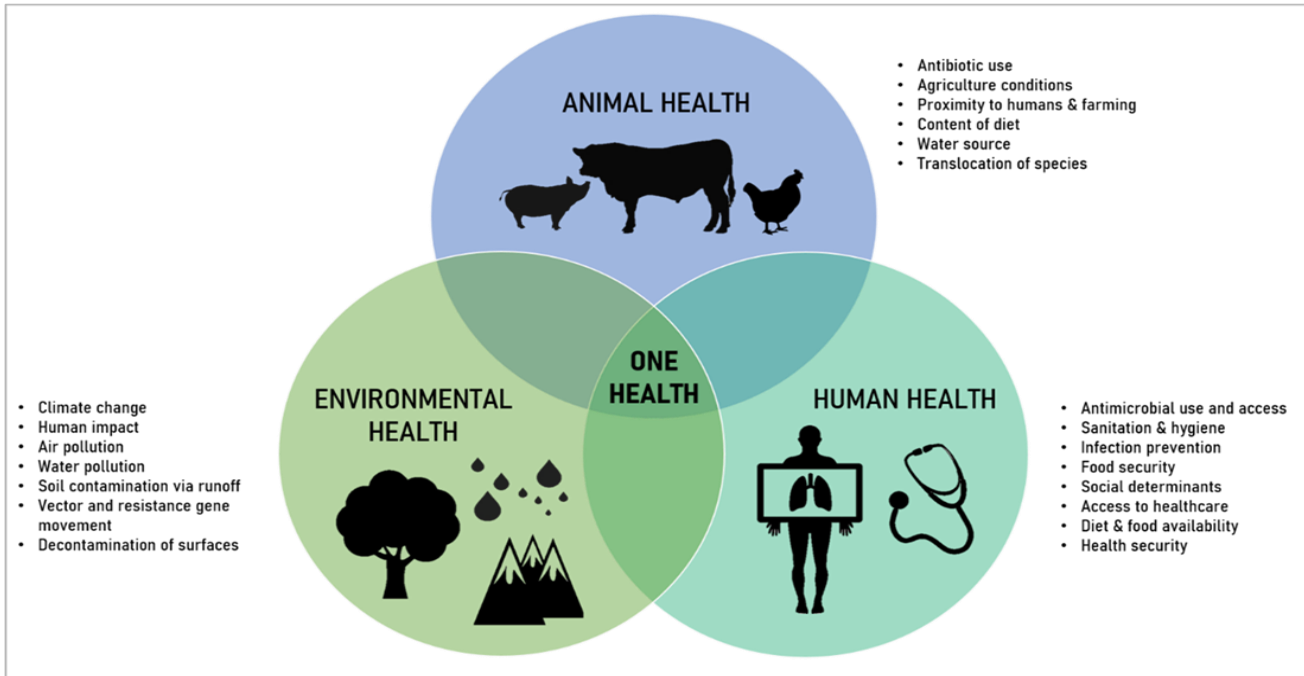 ANIMAL HEALTH
• Antibiotic use
• Agriculture conditions
• Proximity to humans & farming
• Content of diet
• Water source
• Translocation of species
ONE
HEALTH
ENVIRONMENTAL
HEALTH
• Climate change
• Human impact
• Air pollution
• Water pollution
• Soil contamination via runoff
• Vector and resistance gene
movement
• Decontamination of surfaces
HUMAN HEALTH
• Antimicrobial use and access
• Sanitation & hygiene
• Infection prevention
• Food security
• Social determinants
• Access to healthcare
• Diet & food availability
• Health security